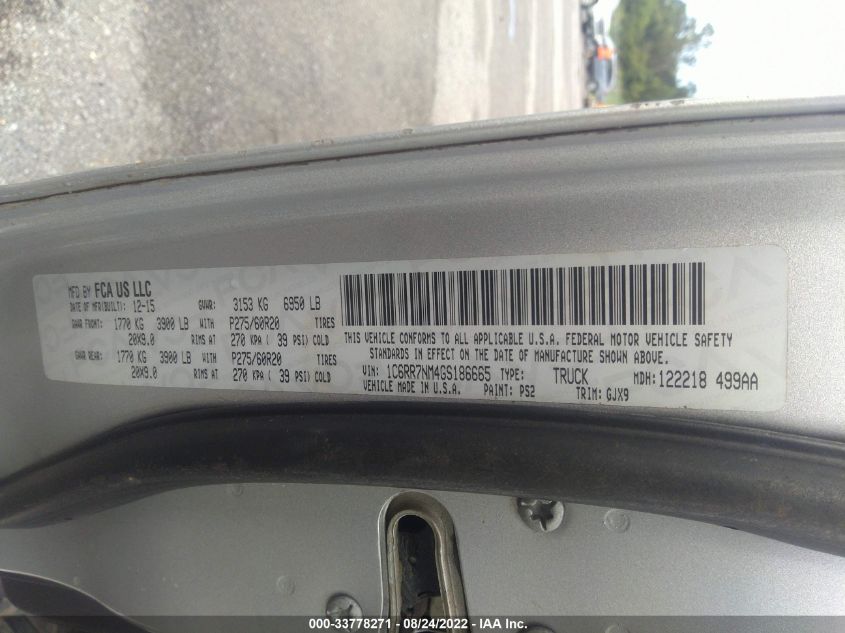 MFD BY FCA US LLC
DATE OF MFR(BUILT): 12-15 GVWR: 3153 KG 6950 LB
GAWR FRONT: 1770 KG 3900 LB WITH P275/60R20 TIRES
20X9.0 RIMS AT 270 KPA ( 39 PSI) COLD
GAWR REAR: 1770 KG 3900 LB WITH P275/60R20 TIRES
20X9.0 RIMS AT 270 KPA ( 39 PSI) COLD
THIS VEHICLE CONFORMS TO ALL APPLICABLE U.S.A. FEDERAL MOTOR VEHICLE SAFETY
STANDARDS IN EFFECT ON THE DATE OF MANUFACTURE SHOWN ABOVE.
VIN: 1C6RR7NM4GS186665 TYPE: TRUCK MDH: 122218 499AA
VEHICLE MADE IN U.S.A. PAINT: PS2 TRIM: GJX9
000-33778271 - 08/24/2022 - IAA Inc.